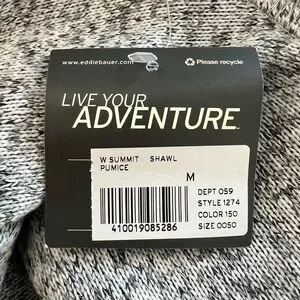 www.eddiebauer.com Please recycle
LIVE YOUR
ADVENTURE
W SUMMIT SHAWL
PUMICE
M
DEPT 059
STYLE 1274
COLOR 150
SIZE 0050
410019085286